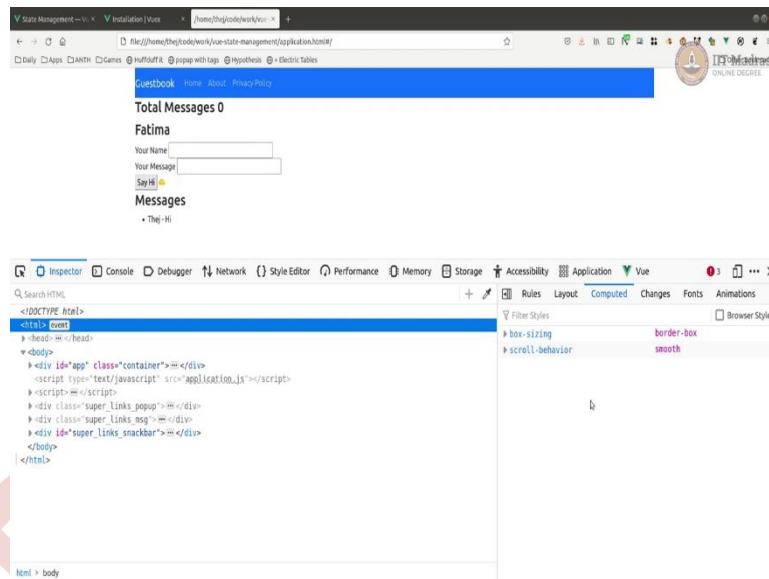 State Management — Vu × Installation | Vuex × /home/thej/code/work/vue-s × +
file:///home/thej/code/work/vue-state-management/application.html#/
Daily Apps ANTH Games Huffduff it popup with tags Hypothesis + Elektric Tables
IIT Madras
ONLINE DEGREE
Guestbook Home About Privacy Policy
Total Messages 0
Fatima
Your Name
Your Message
Say Hi
Messages
• Thej - Hi
Inspector Console Debugger Network {} Style Editor Performance Memory Storage Accessibility Application Vue 3
Search HTML + Rules Layout Computed Changes Fonts Animations
Filter Styles Browser Style
<!DOCTYPE html>
<html> event
<head> </head>
<body>
<div id="app" class="container"> </div>
<script type="text/javascript" src="application.js"></script>
<script> </script>
<div class="super_links_popup"> </div>
<div class="super_links_msg"> </div>
<div id="super_links_snackbar"> </div>
</body>
</html>
box-sizing border-box
scroll-behavior smooth
html > body